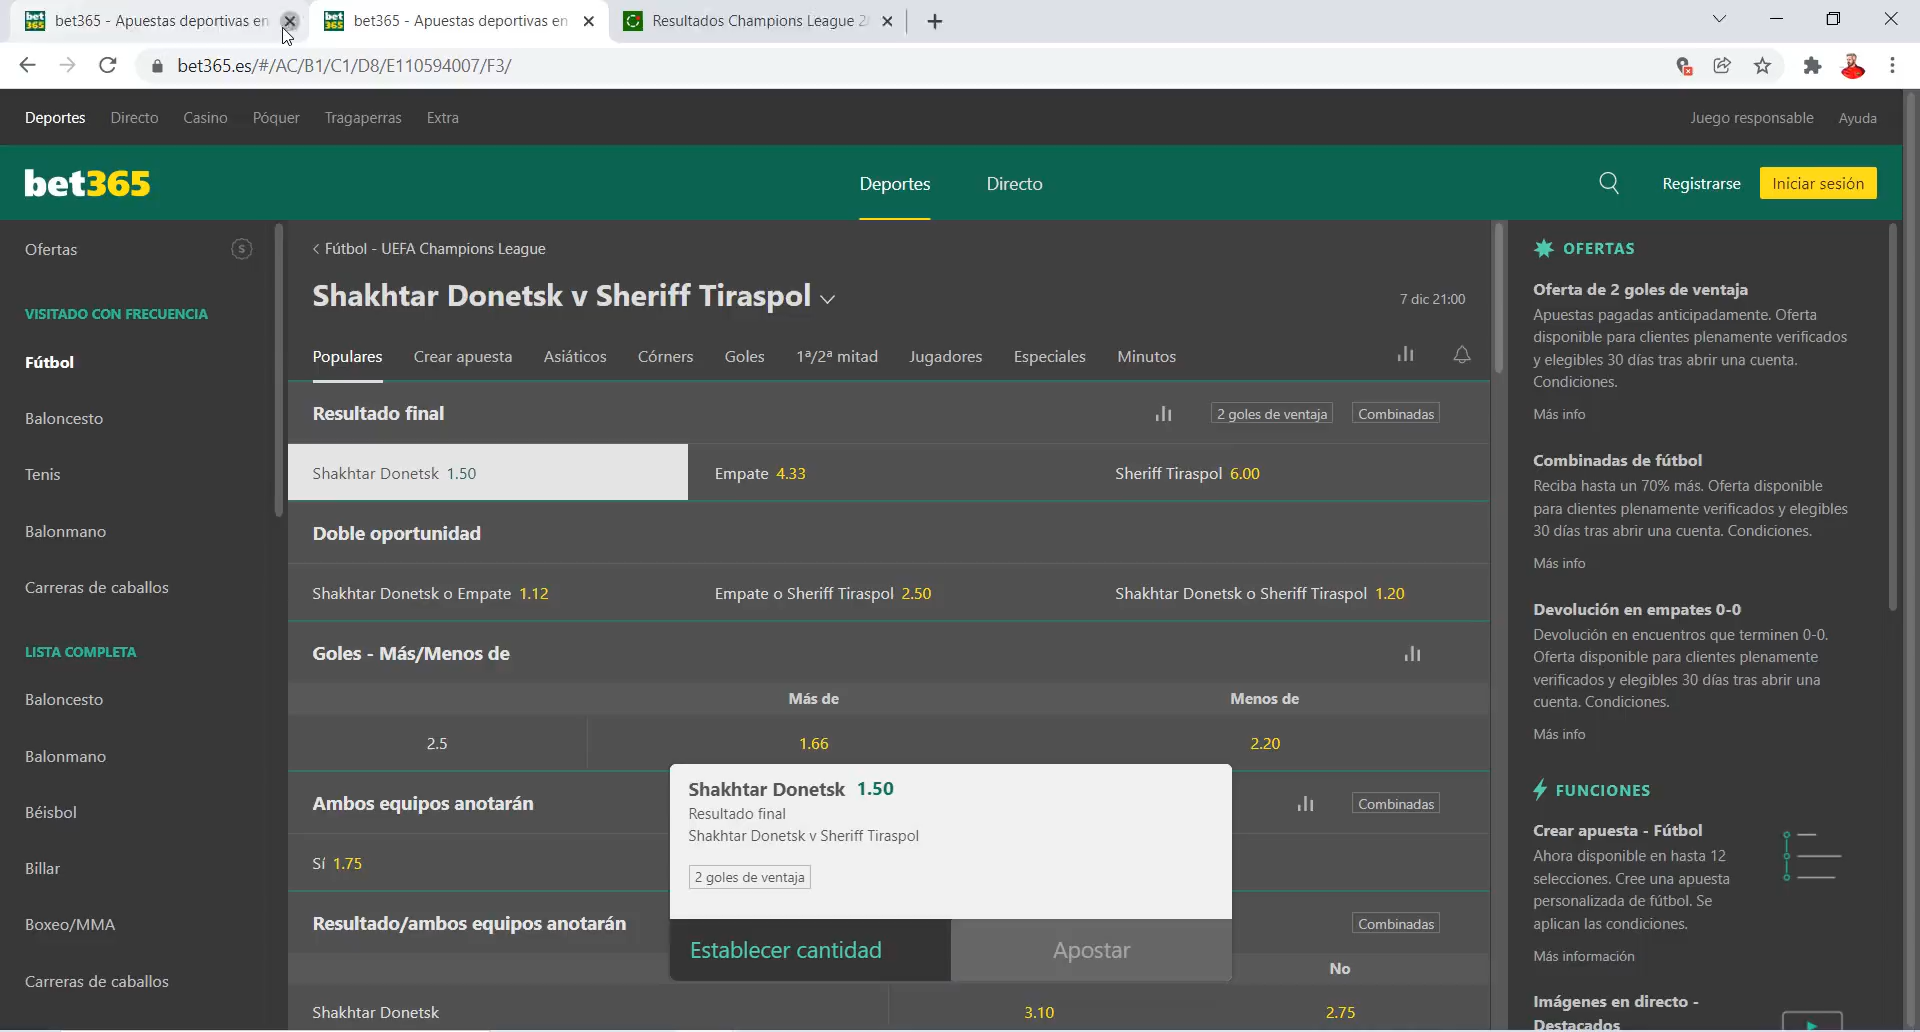 bet365 - Apuestas deportivas en
bet365 - Apuestas deportivas en
Resultados Champions League 2
bet365.es/#/AC/B1/C1/D8/E110594007/F3/
Deportes Directo Casino Póquer Tragaperras Extra
Juego responsable Ayuda
bet365
Deportes Directo
Registrarse Iniciar sesión
Ofertas
VISITADO CON FRECUENCIA
Fútbol
Baloncesto
Tenis
Balonmano
Carreras de caballos
LISTA COMPLETA
Baloncesto
Balonmano
Béisbol
Billar
Boxeo/MMA
Carreras de caballos
< Fútbol - UEFA Champions League
Shakhtar Donetsk v Sheriff Tiraspol
7 dic 21:00
Populares Crear apuesta Asiáticos Córners Goles 1ª/2ª mitad Jugadores Especiales Minutos
Resultado final
2 goles de ventaja Combinadas
Shakhtar Donetsk 1.50 Empate 4.33 Sheriff Tiraspol 6.00
Doble oportunidad
Shakhtar Donetsk o Empate 1.12 Empate o Sheriff Tiraspol 2.50 Shakhtar Donetsk o Sheriff Tiraspol 1.20
Goles - Más/Menos de
Más de Menos de
2.5 1.66 2.20
Ambos equipos anotarán
Combinadas
Sí 1.75
Resultado/ambos equipos anotarán
Combinadas
No
Shakhtar Donetsk 3.10 2.75
Shakhtar Donetsk 1.50
Resultado final
Shakhtar Donetsk v Sheriff Tiraspol
2 goles de ventaja
Establecer cantidad Apostar
OFERTAS
Oferta de 2 goles de ventaja
Apuestas pagadas anticipadamente. Oferta
disponible para clientes plenamente verificados
y elegibles 30 días tras abrir una cuenta.
Condiciones.
Más info
Combinadas de fútbol
Reciba hasta un 70% más. Oferta disponible
para clientes plenamente verificados y elegibles
30 días tras abrir una cuenta. Condiciones.
Más info
Devolución en empates 0-0
Devolución en encuentros que terminen 0-0.
Oferta disponible para clientes plenamente
verificados y elegibles 30 días tras abrir una
cuenta. Condiciones.
Más info
FUNCIONES
Crear apuesta - Fútbol
Ahora disponible en hasta 12
selecciones. Cree una apuesta
personalizada de fútbol. Se
aplican las condiciones.
Más información
Imágenes en directo -
Destacados